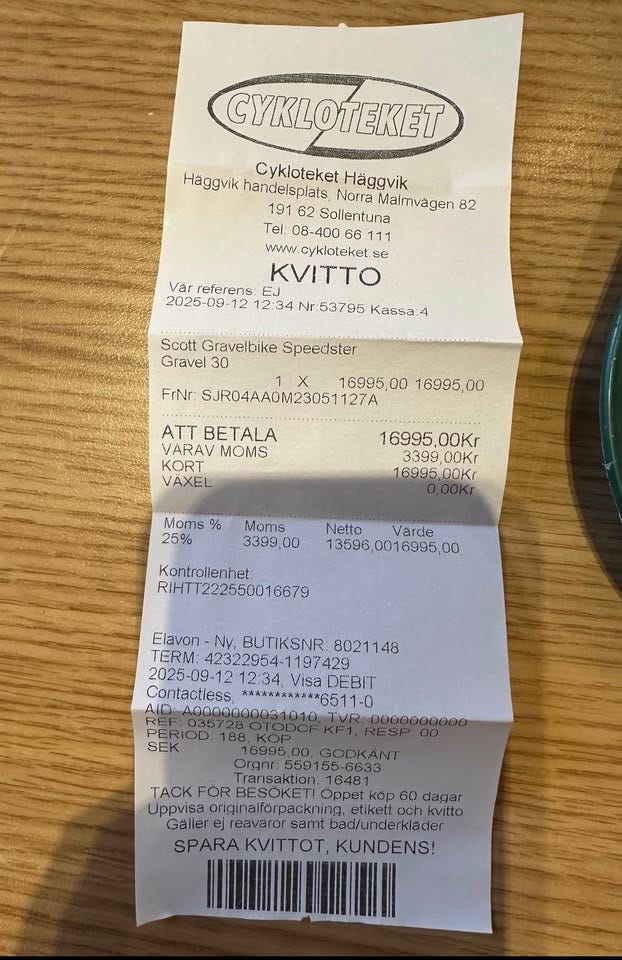 CYKLOTEKET
Cykloteket Häggvik
Häggvik handelsplats, Norra Malmvägen 82
191 62 Sollentuna
Tel: 08-400 66 111
www.cykloteket.se
KVITTO
Vår referens: EJ
2025-09-12 12:34 Nr:53795 Kassa:4
Scott Gravelbike Speedster
Gravel 30
1 X 16995,00 16995,00
FrNr: SJR04AA0M23051127A
ATT BETALA 16995,00Kr
VARAV MOMS 3399,00Kr
KORT 16995,00Kr
VÄXEL 0,00Kr
Moms % Moms Netto Värde
25% 3399,00 13596,0016995,00
Kontrollenhet:
RIHTT222550016679
Elavon - Ny, BUTIKSNR. 8021148
TERM: 42322954-1197429
2025-09-12 12:34, Visa DEBIT
Contactless, ************6511-0
AID: A0000000031010, TVR: 0000000000
REF: 035728 OTODCF KF1, RESP: 00
PERIOD: 188, KÖP
SEK 16995,00, GODKÄNT
Orgnr: 559155-6633
Transaktion: 16481
TACK FÖR BESÖKET! Öppet köp 60 dagar
Uppvisa originalförpackning, etikett och kvitto
Gäller ej reavaror samt bad/underkläder
SPARA KVITTOT, KUNDENS!